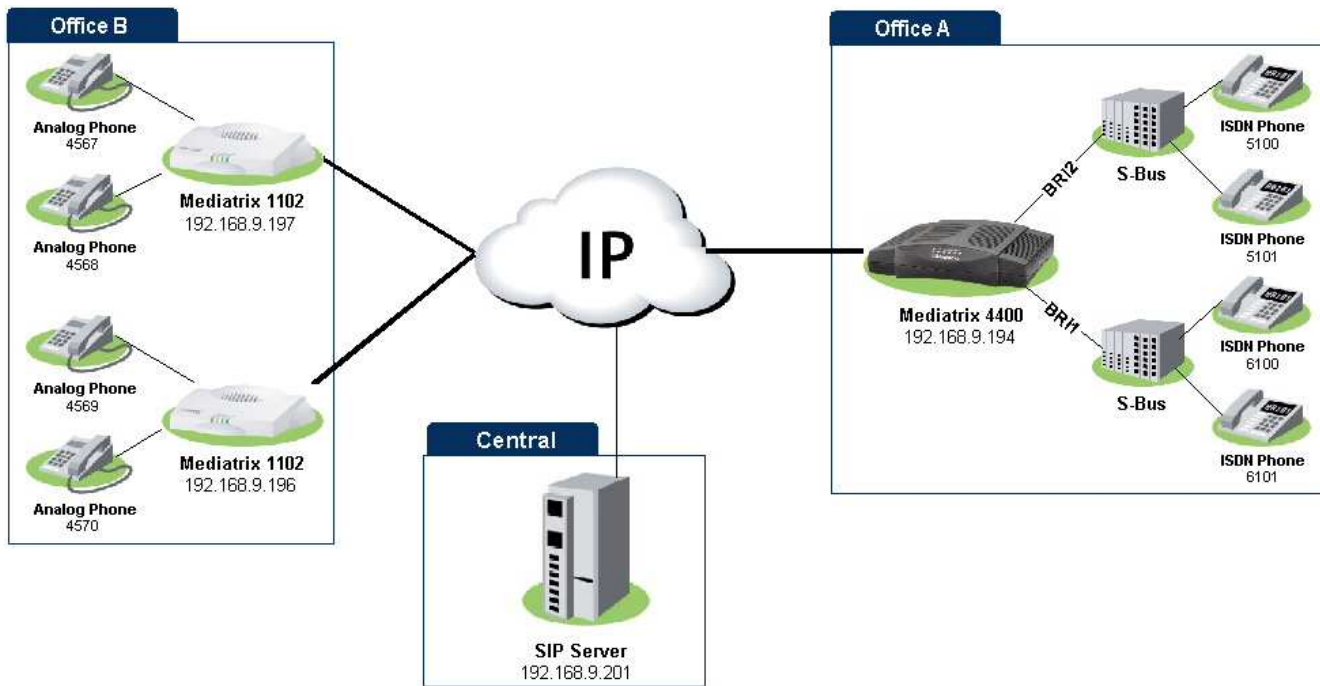 Office B
Analog Phone
4567
Analog Phone
4568
Mediatrix 1102
192.168.9.197
Analog Phone
4569
Analog Phone
4570
Mediatrix 1102
192.168.9.196
IP
Central
SIP Server
192.168.9.201
Office A
Mediatrix 4400
192.168.9.194
BRI2
BRI1
S-Bus
S-Bus
ISDN Phone
5100
ISDN Phone
5101
ISDN Phone
6100
ISDN Phone
6101